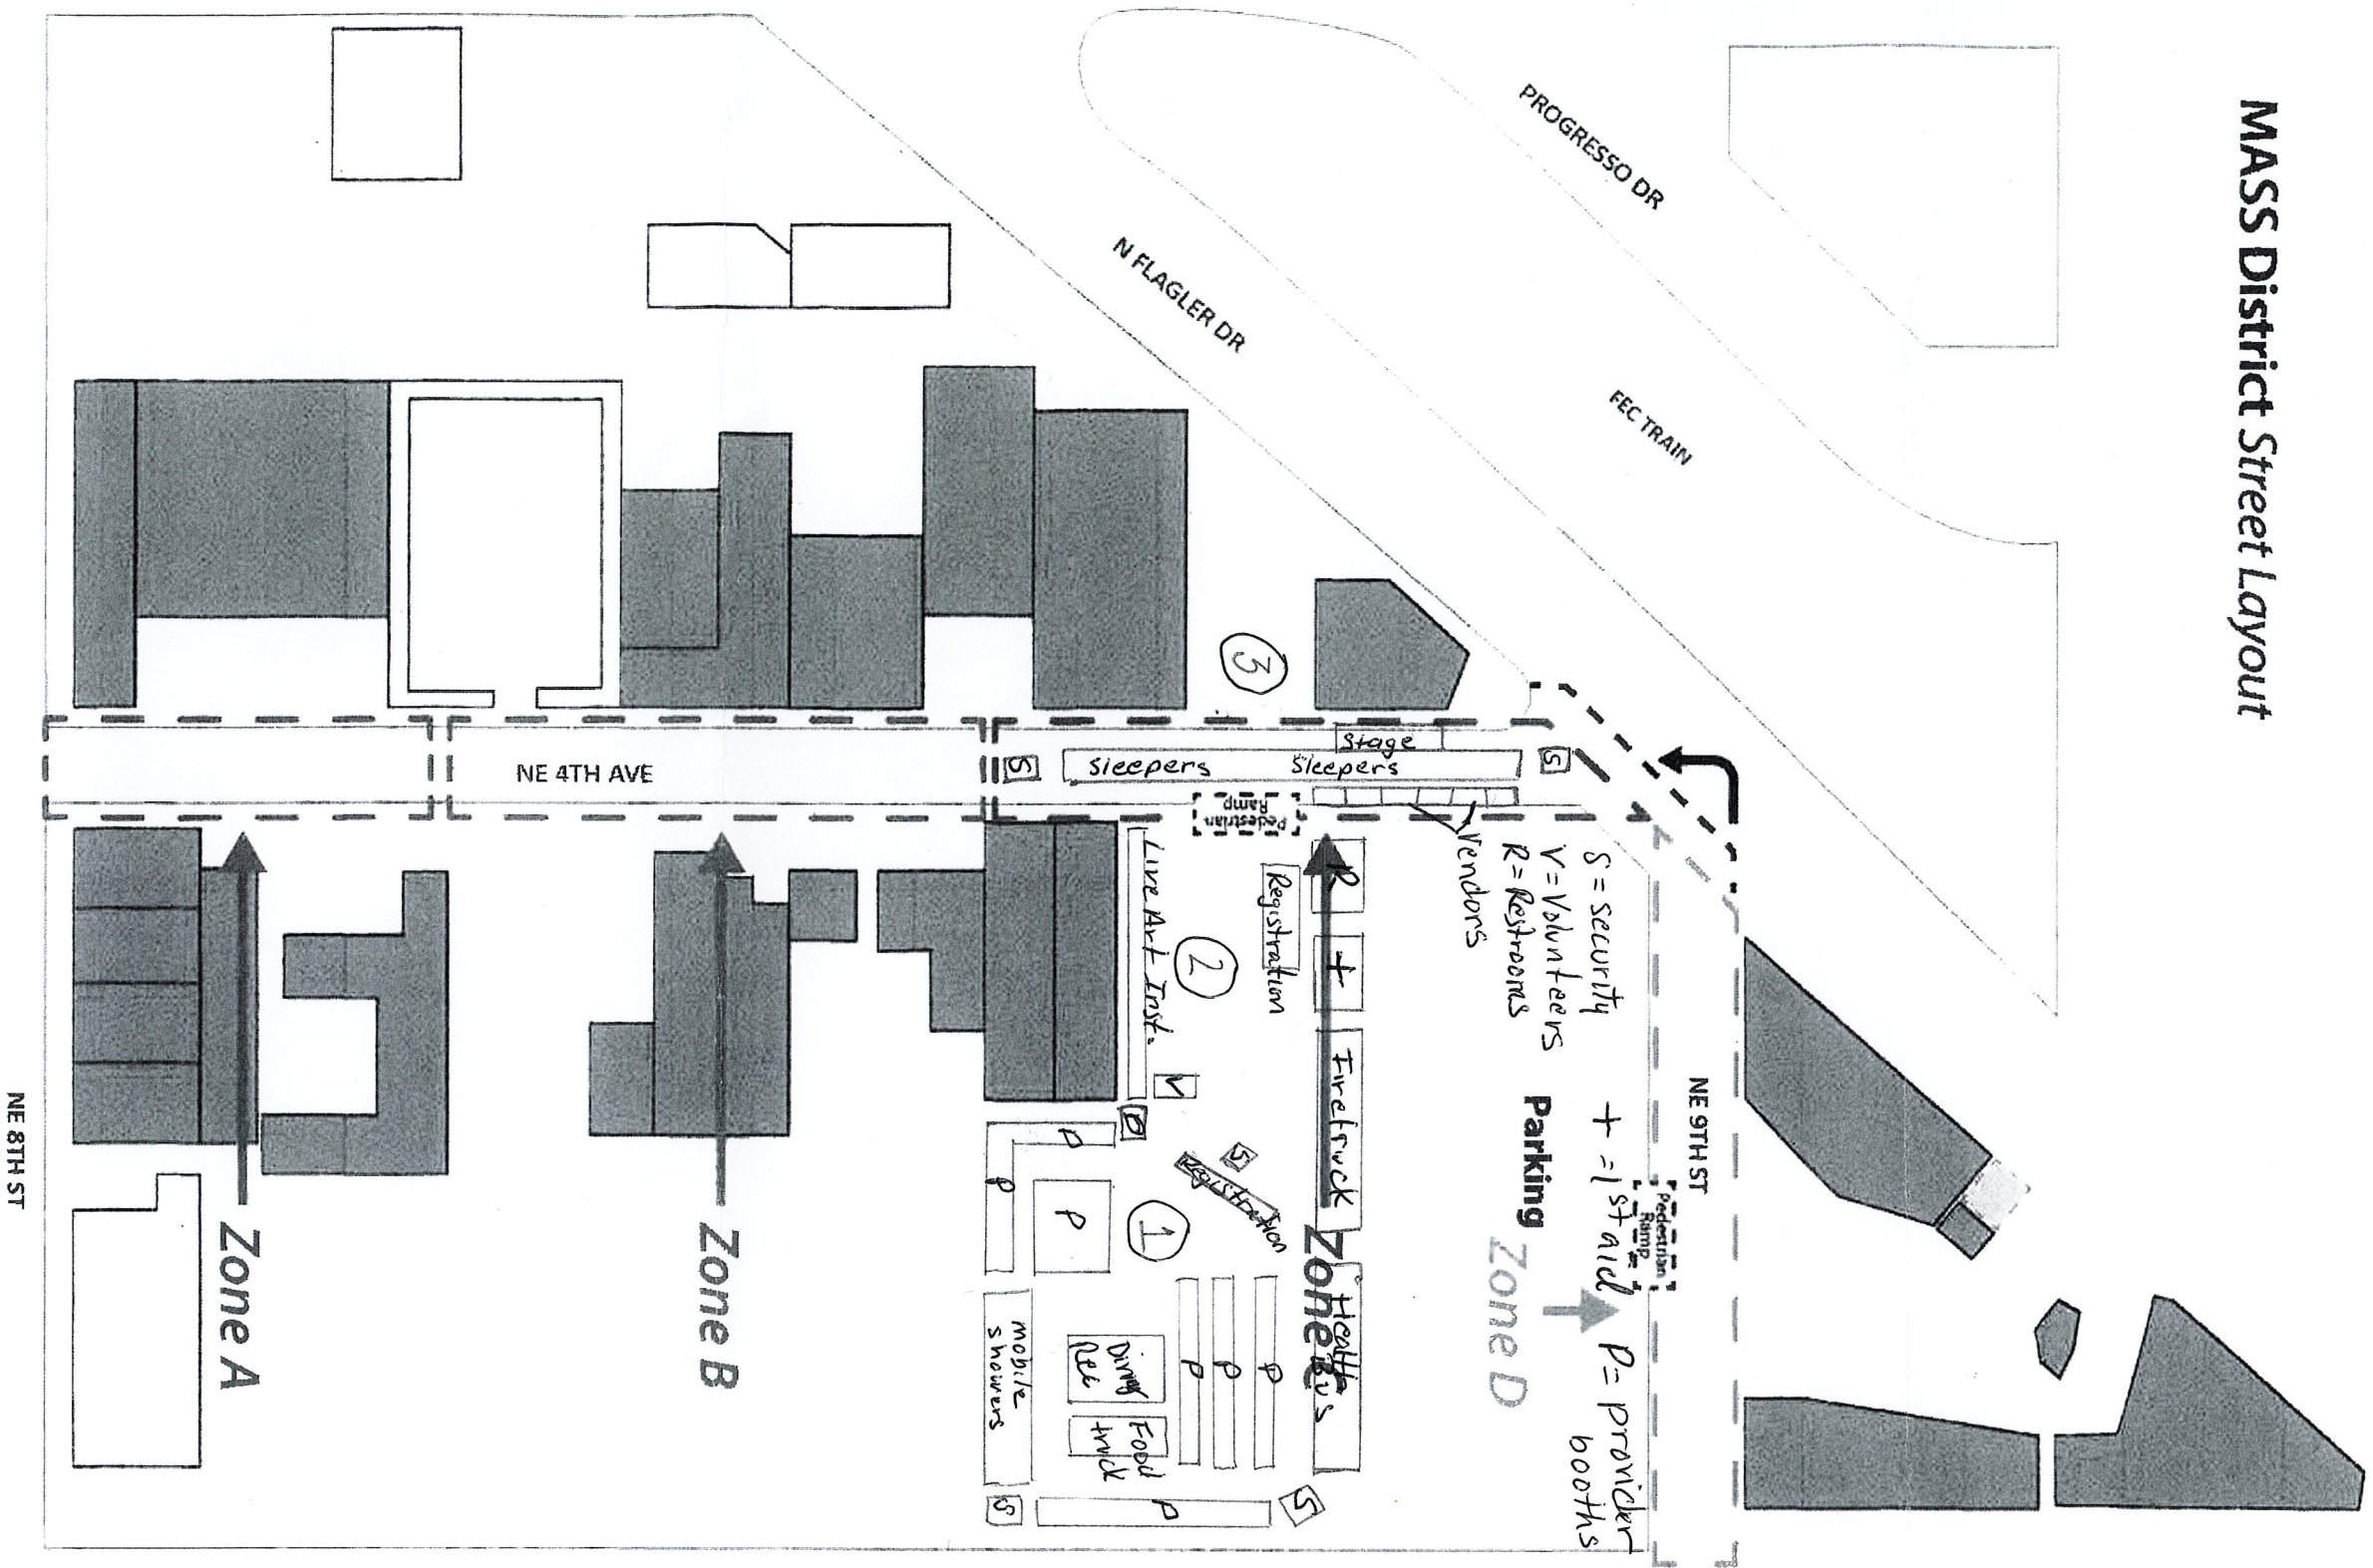 MASS District Street Layout
PROGRESSO DR
N FLAGLER DR
FEC TRAIN
3
Stage
S
Sleepers
Sleepers
S
NE 4TH AVE
Pedestrian
Ramp
Vendors
S = Security
V = Volunteers
R = Restrooms
+ = 1st aid
P = provider
booths
R
+
Firetruck
Health Bus
Registration
2
Live Art Inst.
V
P
P
P
S
Registration
1
mobile
showers
Dining
Food
truck
P
P
P
S
P
S
Parking
NE 9TH ST
Pedestrian
Ramp
Zone A
Zone B
Zone D
NE 8TH ST